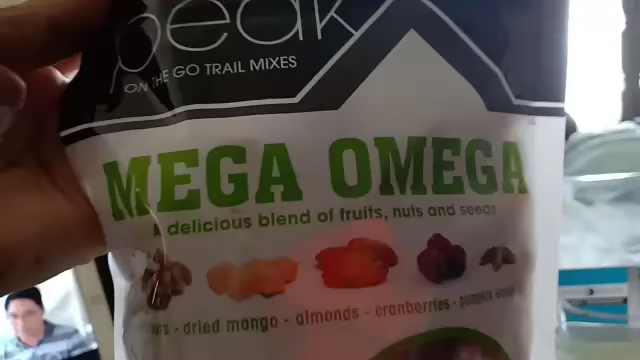 peak
ON THE GO TRAIL MIXES
MEGA OMEGA
A delicious blend of fruits, nuts and seeds
- dried mango - almonds - cranberries - pumpkin